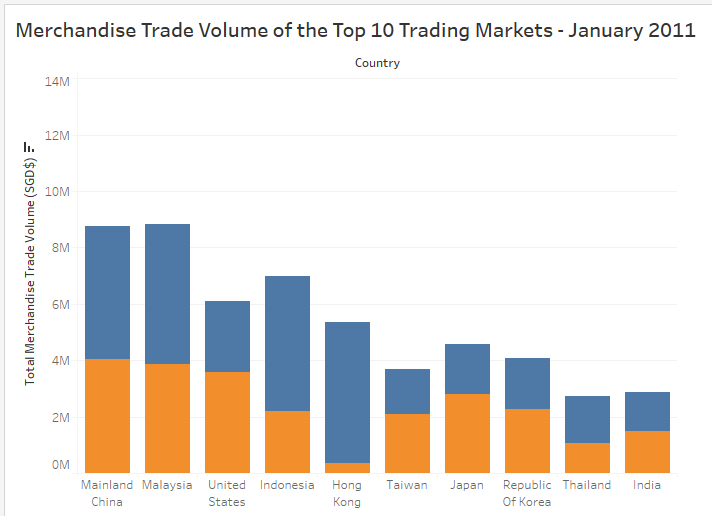 Merchandise Trade Volume of the Top 10 Trading Markets - January 2011
Country
Total Merchandise Trade Volume (SGD$)
14M
12M
10M
8M
6M
4M
2M
0M
Mainland China
Malaysia
United States
Indonesia
Hong Kong
Taiwan
Japan
Republic Of Korea
Thailand
India